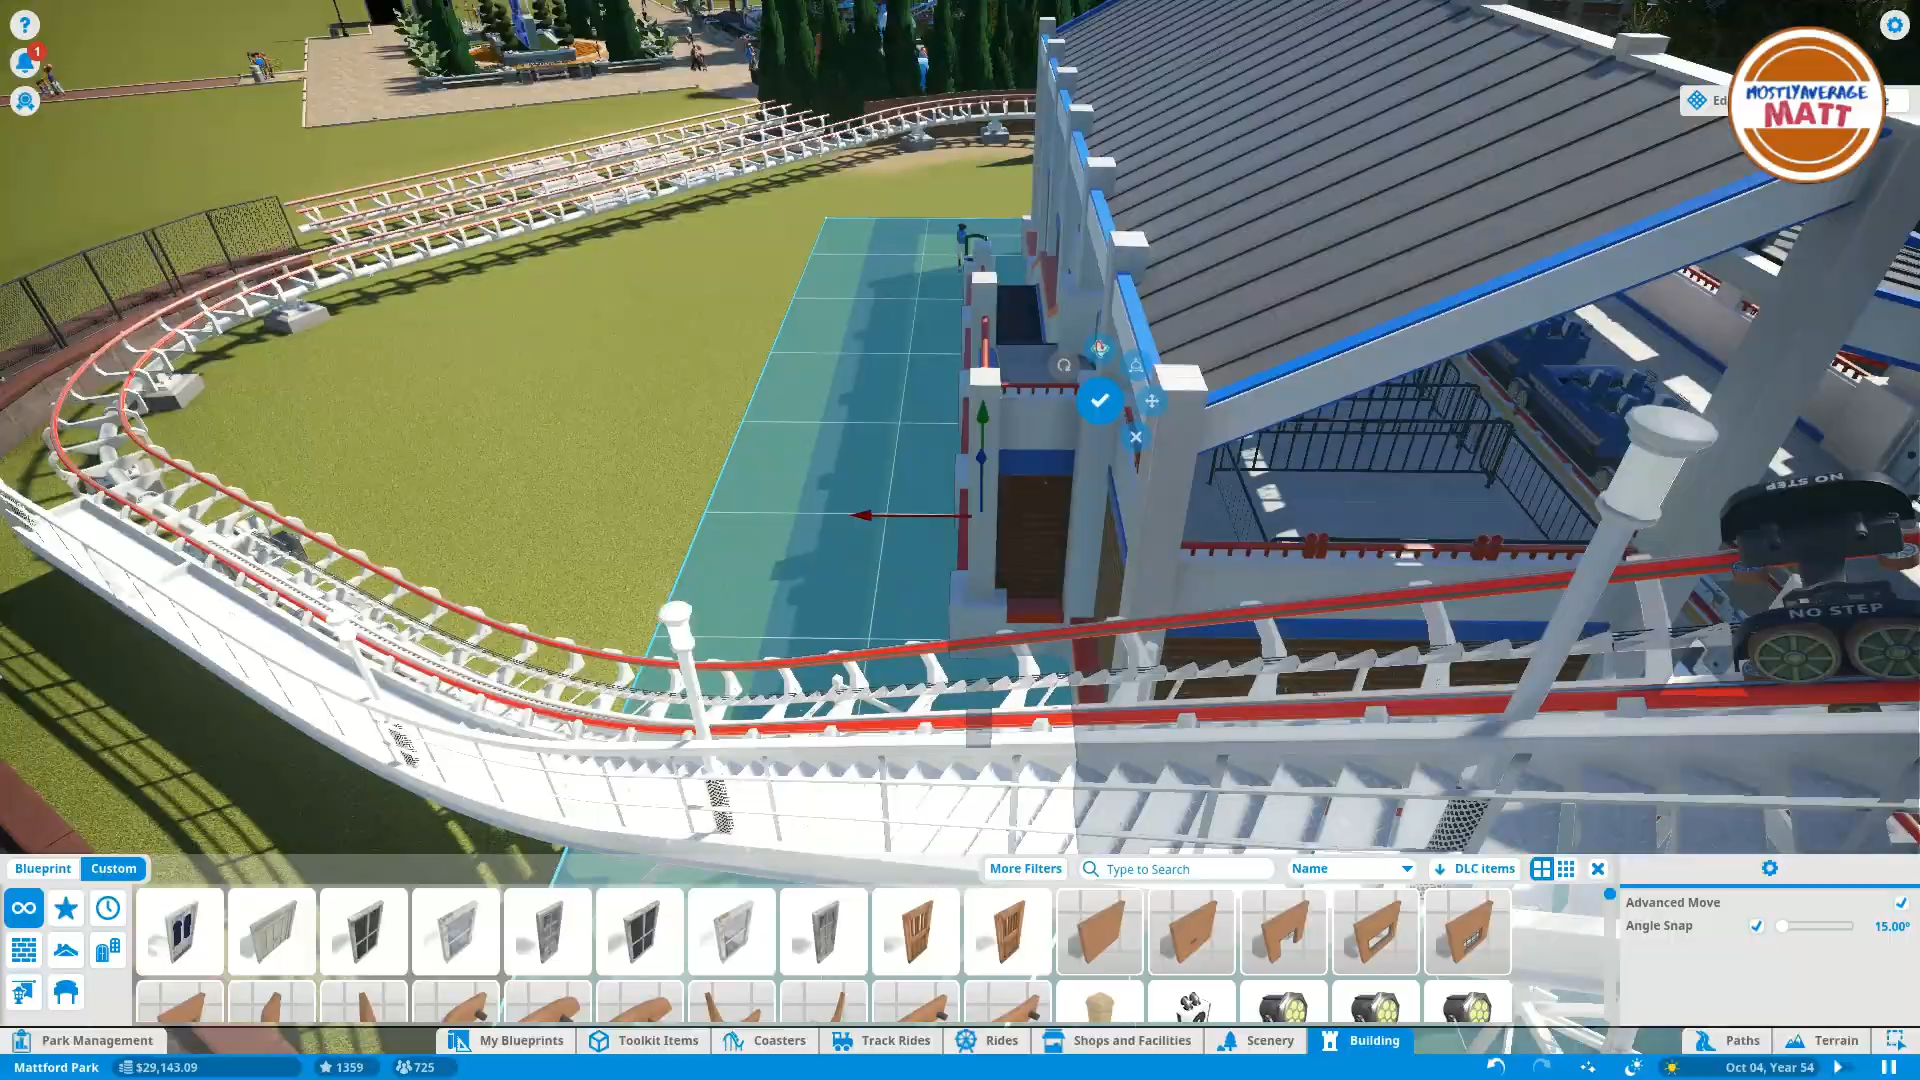 ?
1
Ed
MOSTLYAVERAGE
MATT
NO STEP
NO STEP
Blueprint
Custom
More Filters
Type to Search
Name
DLC items
Advanced Move
Angle Snap
15.00°
Park Management
My Blueprints
Toolkit Items
Coasters
Track Rides
Rides
Shops and Facilities
Scenery
Building
Paths
Terrain
Mattford Park
$29,143.09
1359
725
Oct 04, Year 54